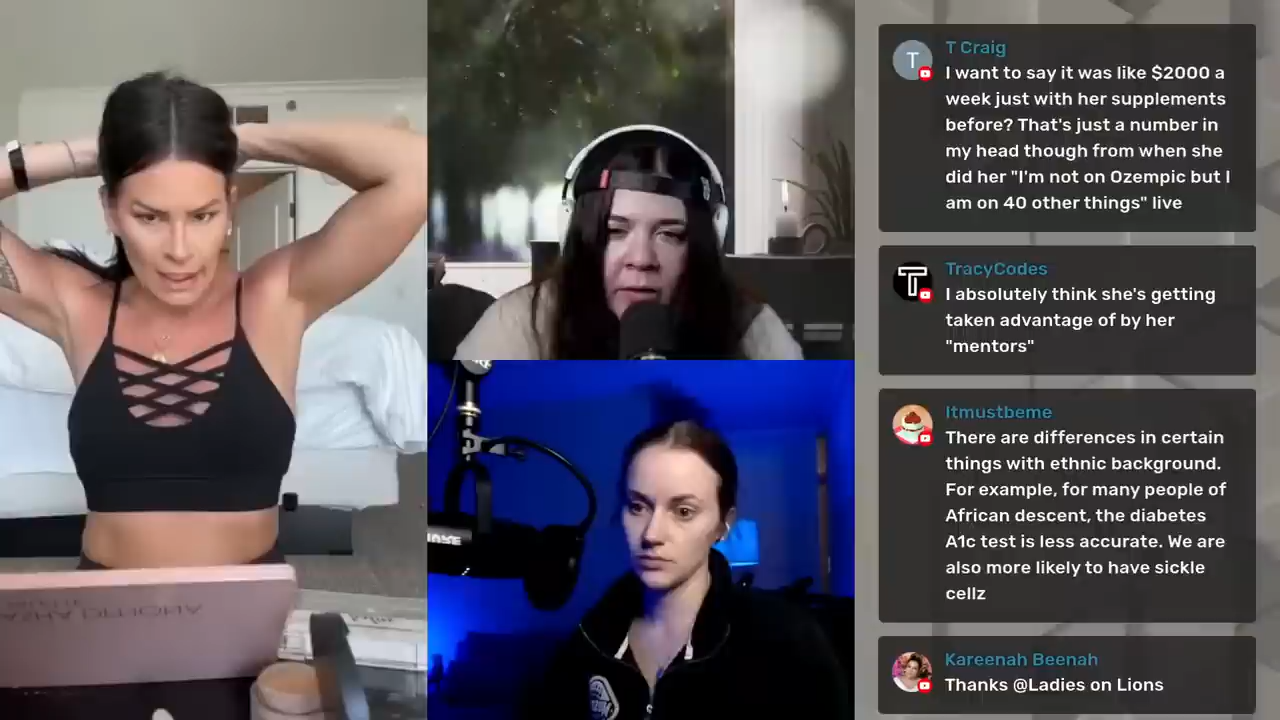 T Craig
T
I want to say it was like $2000 a
week just with her supplements
before? That's just a number in
my head though from when she
did her "I'm not on Ozempic but I
am on 40 other things" live
TracyCodes
T
I absolutely think she's getting
taken advantage of by her
"mentors"
Itmustbeme
There are differences in certain
things with ethnic background.
For example, for many people of
African descent, the diabetes
A1c test is less accurate. We are
also more likely to have sickle
cellz
Kareenah Beenah
Thanks @Ladies on Lions